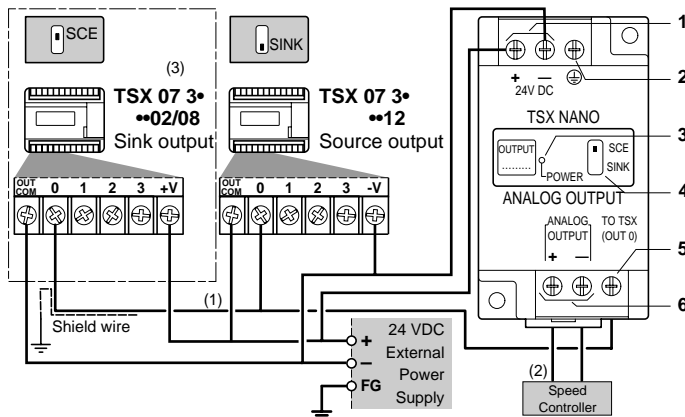 SCE
(3)
TSX 07 3•
••02/08
Sink output
OUT
COM
0
1
2
3
+V
SINK
TSX 07 3•
••12
Source output
OUT
COM
0
1
2
3
-V
(1)
Shield wire
+
–
FG
24 VDC
External
Power
Supply
1
+ —
24V DC
2
TSX NANO
OUTPUT
POWER
SCE
SINK
3
4
ANALOG OUTPUT
ANALOG
OUTPUT
+ —
TO TSX
(OUT 0)
5
6
(2)
Speed
Controller